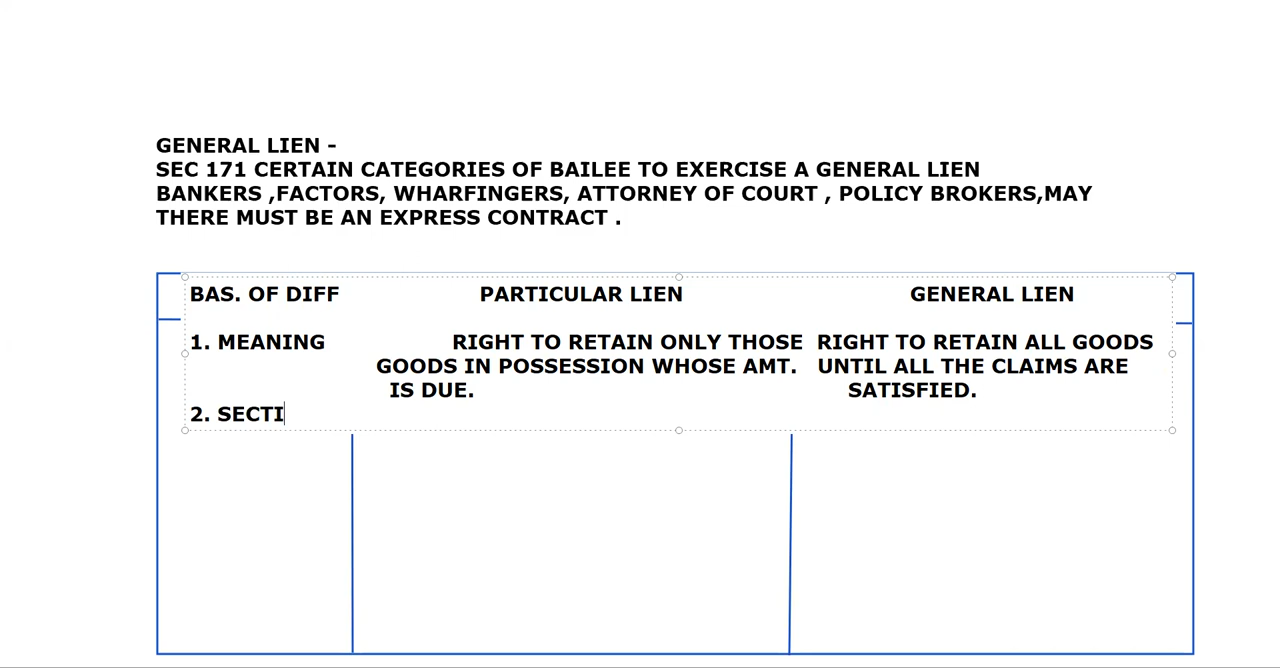 GENERAL LIEN -
SEC 171 CERTAIN CATEGORIES OF BAILEE TO EXERCISE A GENERAL LIEN
BANKERS ,FACTORS, WHARFINGERS, ATTORNEY OF COURT , POLICY BROKERS,MAY
THERE MUST BE AN EXPRESS CONTRACT .
BAS. OF DIFF PARTICULAR LIEN GENERAL LIEN
1. MEANING RIGHT TO RETAIN ONLY THOSE RIGHT TO RETAIN ALL GOODS
GOODS IN POSSESSION WHOSE AMT. UNTIL ALL THE CLAIMS ARE
IS DUE. SATISFIED.
2. SECTI